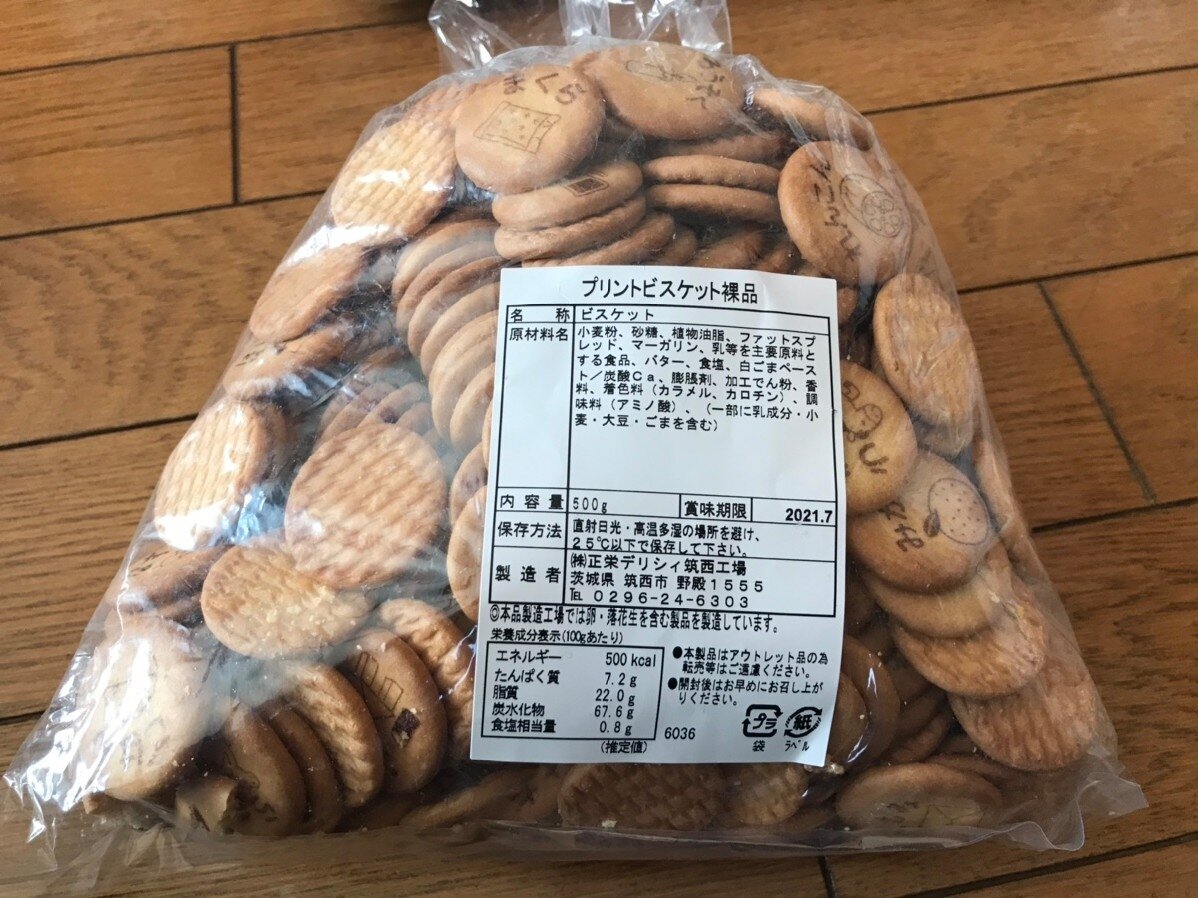 まくら
れんこん
みかん
プリントビスケット裸品
名称 ビスケット
原材料名 小麦粉、砂糖、植物油脂、ファットスプ
レッド、マーガリン、乳等を主要原料と
する食品、バター、食塩、白ごまペース
ト/炭酸Ca、膨脹剤、加工でん粉、香
料、着色料(カラメル、カロチン)、調
味料(アミノ酸)、(一部に乳成分・小
麦・大豆・ごまを含む)
内容量 500g 賞味期限 2021.7
保存方法 直射日光・高温多湿の場所を避け、
25℃以下で保存して下さい。
製造者 ㈱正栄デリシィ筑西工場
茨城県 筑西市 野殿1555
TEL 0296-24-6303
◎本品製造工場では卵・落花生を含む製品を製造しています。
栄養成分表示(100gあたり)
エネルギー 500kcal
たんぱく質 7.2g
脂質 22.0g
炭水化物 67.6g
食塩相当量 0.8g
(推定値)
6036
●本製品はアウトレット品の為
転売等はご遠慮ください。
●開封後はお早めにお召し上が
りください。
プラ
袋
紙
ラベル